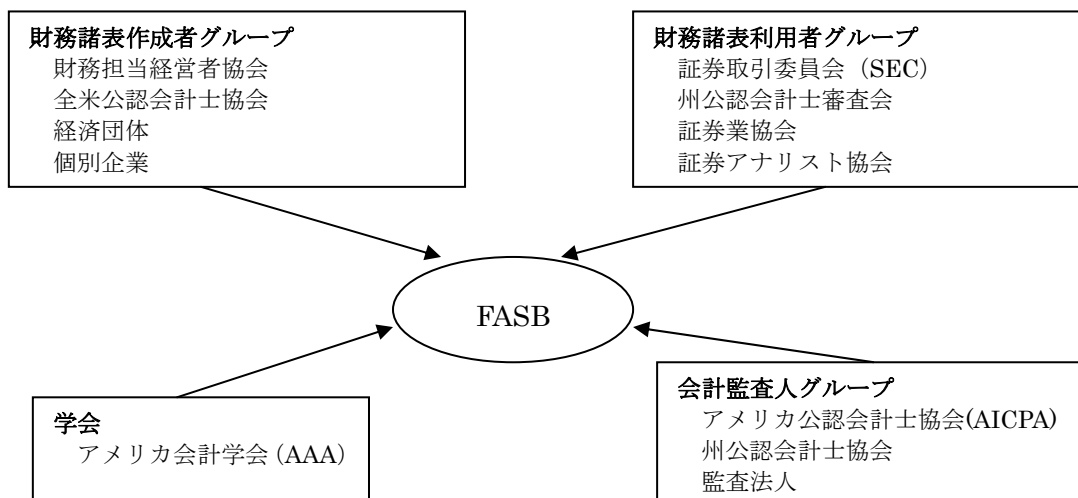 財務諸表作成者グループ
財務担当経営者協会
全米公認会計士協会
経済団体
個別企業
財務諸表利用者グループ
証券取引委員会（SEC）
州公認会計士審査会
証券業協会
証券アナリスト協会
FASB
学会
アメリカ会計学会(AAA)
会計監査人グループ
アメリカ公認会計士協会(AICPA)
州公認会計士協会
監査法人